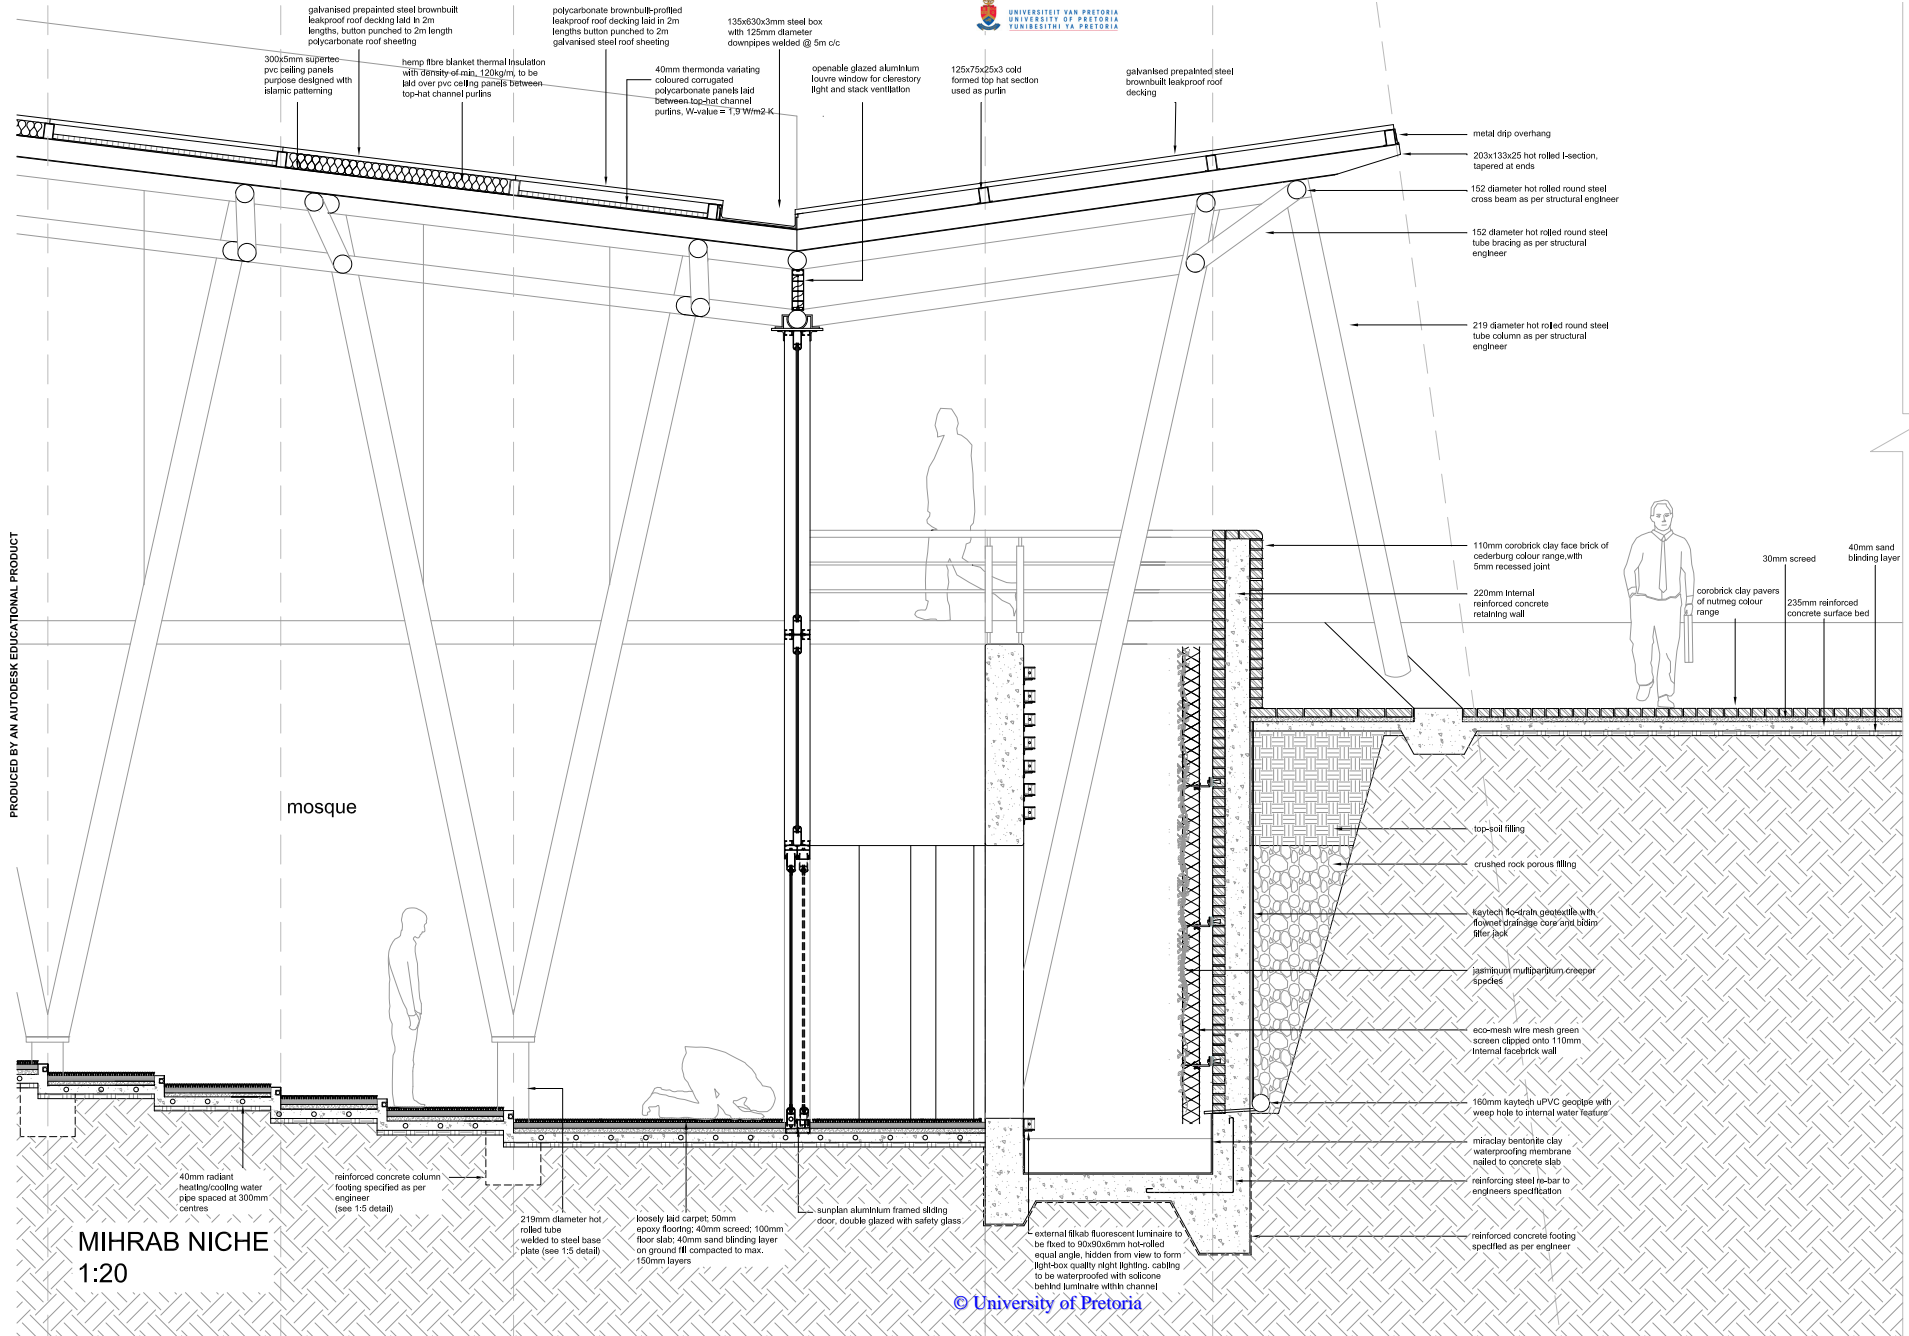 UNIVERSITEIT VAN PRETORIA
UNIVERSITY OF PRETORIA
YUNIBESITHI YA PRETORIA
galvanised prepainted steel brownbuilt
leakproof roof decking laid in 2m
lengths, button punched to 2m length
polycarbonate roof sheeting
polycarbonate brownbuilt-profiled
leakproof roof decking laid in 2m
lengths button punched to 2m
galvanised steel roof sheeting
135x630x3mm steel box
with 125mm diameter
downpipes welded @ 5m c/c
300x5mm supertec
pvc ceiling panels
purpose designed with
islamic patterning
hemp fibre blanket thermal insulation
with density of min, 120kg/m, to be
laid over pvc ceiling panels between
top-hat channel purlins
40mm thermonda variating
coloured corrugated
polycarbonate panels laid
between top-hat channel
purlins, W-value = 1,9 W/m2 K
openable glazed aluminium
louvre window for clerestory
light and stack ventilation
125x75x25x3 cold
formed top hat section
used as purlin
galvanised prepainted steel
brownbuilt leakproof roof
decking
metal drip overhang
203x133x25 hot rolled I-section,
tapered at ends
152 diameter hot rolled round steel
cross beam as per structural engineer
152 diameter hot rolled round steel
tube bracing as per structural
engineer
219 diameter hot rolled round steel
tube column as per structural
engineer
110mm corobrick clay face brick of
cederburg colour range,with
5mm recessed joint
220mm internal
reinforced concrete
retaining wall
30mm screed
40mm sand
blinding layer
corobrick clay pavers
of nutmeg colour
range
235mm reinforced
concrete surface bed
PRODUCED BY AN AUTODESK EDUCATIONAL PRODUCT
mosque
top-soil filling
crushed rock porous filling
kaytech flo-drain geotextile with
flownet drainage core and bidim
filter jack
jasminum multipartitum creeper
species
eco-mesh wire mesh green
screen clipped onto 110mm
internal facebrick wall
160mm kaytech uPVC geopipe with
weep hole to internal water feature
miraclay bentonite clay
waterproofing membrane
nailed to concrete slab
reinforcing steel re-bar to
engineers specification
reinforced concrete footing
specified as per engineer
40mm radiant
heating/cooling water
pipe spaced at 300mm
centres
reinforced concrete column
footing specified as per
engineer
(see 1:5 detail)
219mm diameter hot
rolled tube
welded to steel base
plate (see 1:5 detail)
loosely laid carpet; 50mm
epoxy flooring; 40mm screed; 100mm
floor slab; 40mm sand blinding layer
on ground fill compacted to max.
150mm layers
sunplan aluminium framed sliding
door, double glazed with safety glass
external filkab fluorescent luminaire to
be fixed to 90x90x6mm hot-rolled
equal angle, hidden from view to form
light-box quality night lighting. cabling
to be waterproofed with solicone
behind luminaire within channel
MIHRAB NICHE
1:20
© University of Pretoria